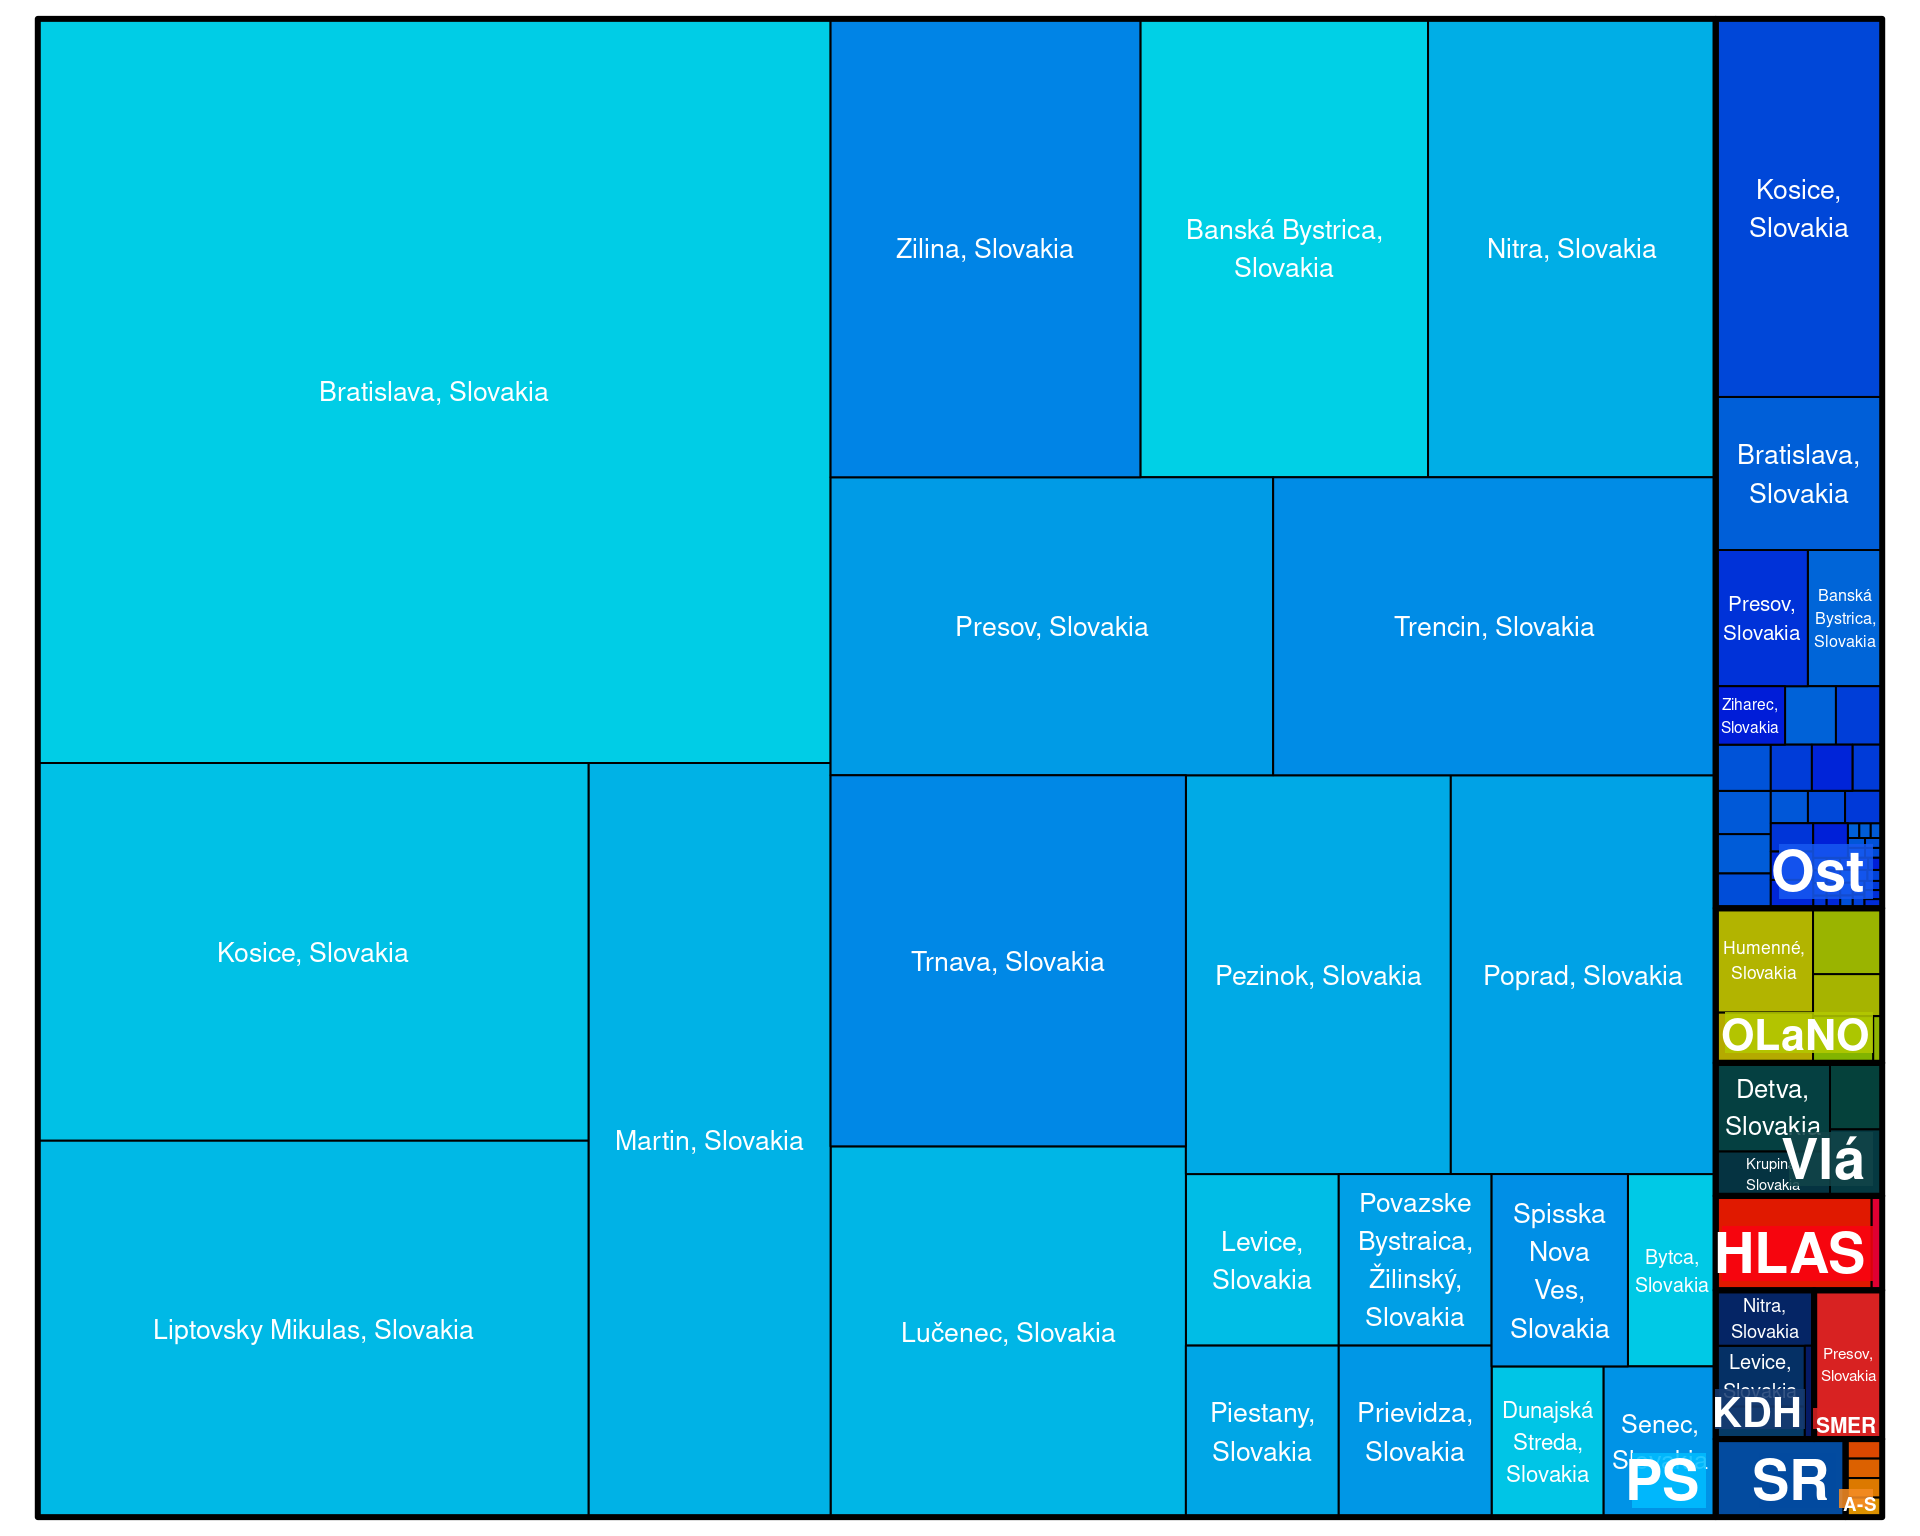 Bratislava, Slovakia
Zilina, Slovakia
Banská Bystrica,
Slovakia
Nitra, Slovakia
Presov, Slovakia
Trencin, Slovakia
Kosice, Slovakia
Liptovsky Mikulas, Slovakia
Martin, Slovakia
Trnava, Slovakia
Lučenec, Slovakia
Pezinok, Slovakia
Poprad, Slovakia
Levice,
Slovakia
Povazske
Bystraica,
Žilinský,
Slovakia
Spisska
Nova
Ves,
Slovakia
Bytca,
Slovakia
Piestany,
Slovakia
Prievidza,
Slovakia
Dunajská
Streda,
Slovakia
Senec,
Slovakia
PS
Kosice,
Slovakia
Bratislava,
Slovakia
Presov,
Slovakia
Banská
Bystrica,
Slovakia
Ziharec,
Slovakia
Ost
Humenné,
Slovakia
OLaNO
Detva,
Slovakia
Slovakia
Vlá
HLAS
Nitra,
Slovakia
Levice,
Slovakia
KDH
Presov,
Slovakia
SMER
SR
A-S